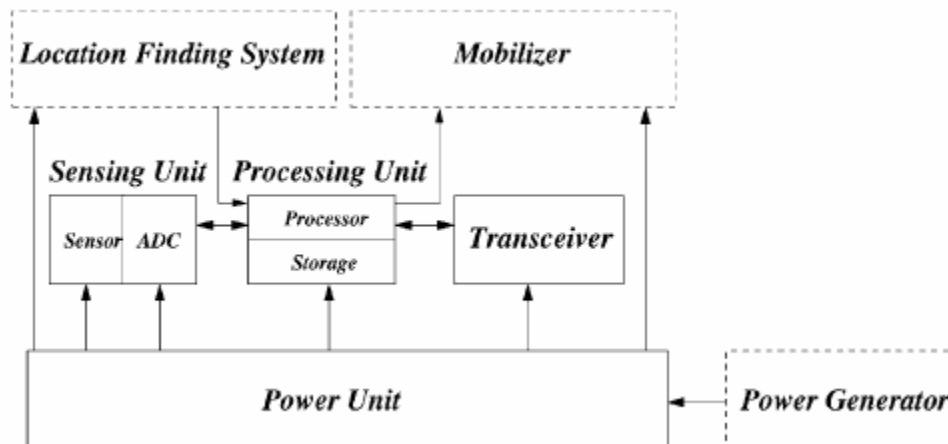 Location Finding System
Mobilizer
Sensing Unit
Processing Unit
Sensor
ADC
Processor
Storage
Transceiver
Power Unit
Power Generator